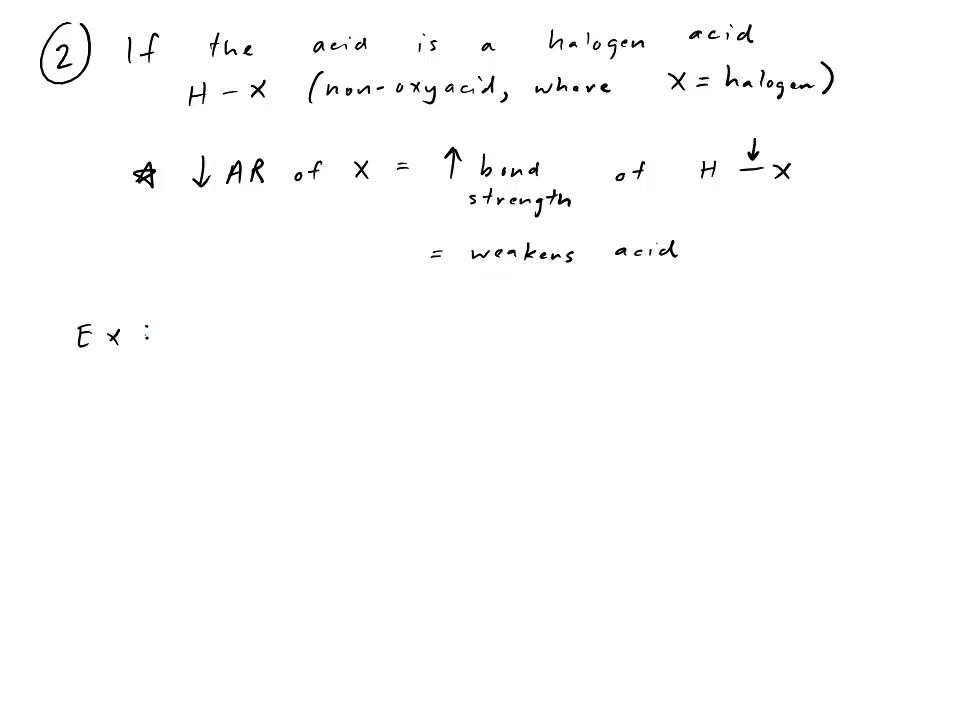 ② If the acid is a halogen acid
H - X (non-oxyacid, where X = halogen)
☆ ↓ AR of X = ↑ bond strength of H ↓— X
= weakens acid
Ex :